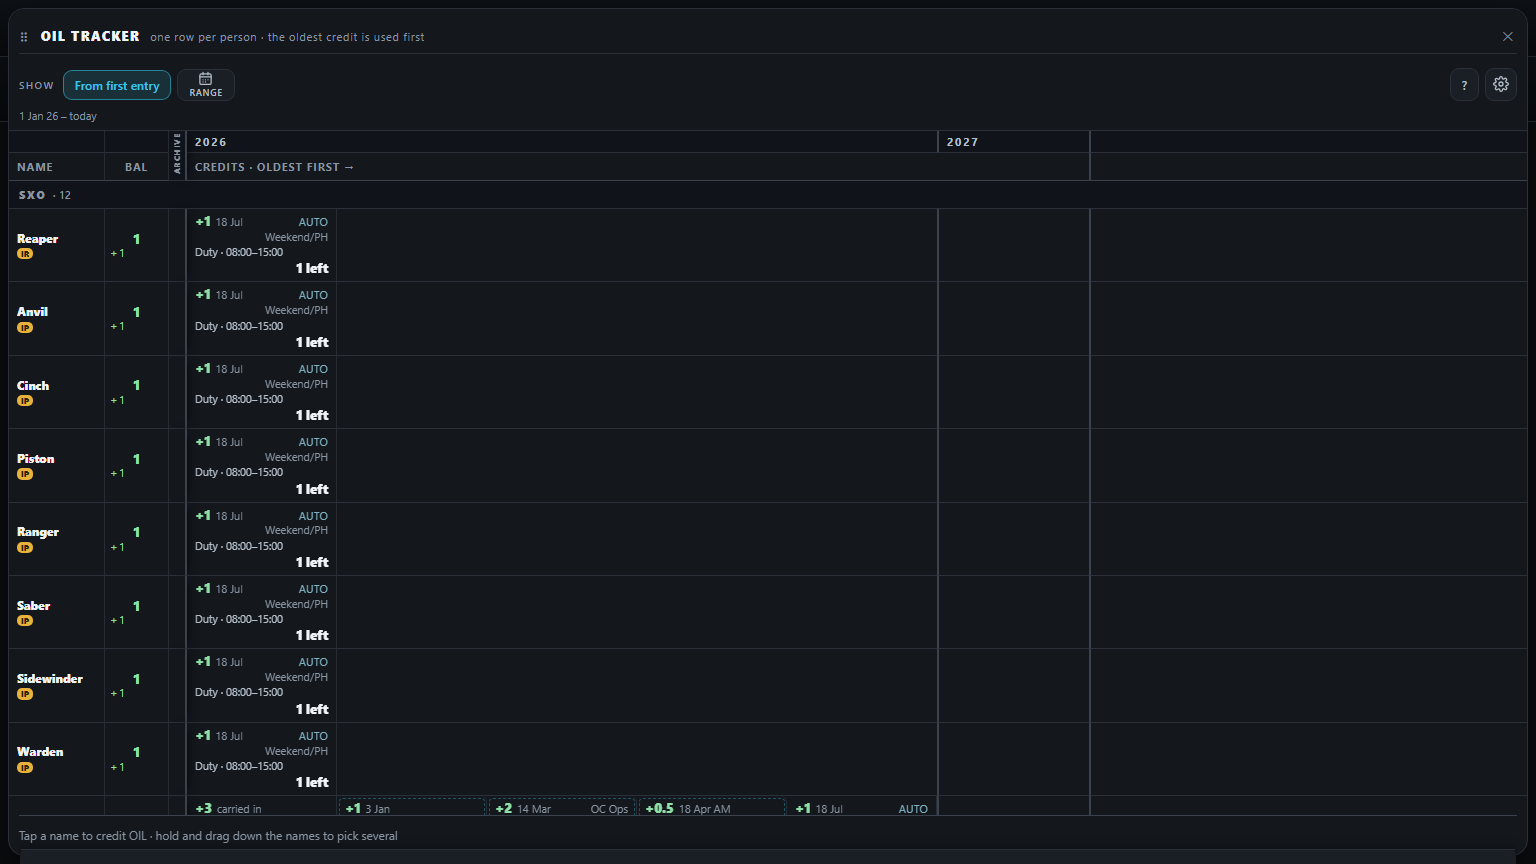 OIL TRACKER one row per person · the oldest credit is used first
SHOW From first entry RANGE ?
1 Jan 26 – today
ARCHIVE 2026 2027
NAME BAL CREDITS · OLDEST FIRST →
SXO · 12
+1 18 Jul AUTO
Reaper 1 Weekend/PH
IR +1 Duty · 08:00–15:00
1 left
+1 18 Jul AUTO
Anvil 1 Weekend/PH
IP +1 Duty · 08:00–15:00
1 left
+1 18 Jul AUTO
Cinch 1 Weekend/PH
IP +1 Duty · 08:00–15:00
1 left
+1 18 Jul AUTO
Piston 1 Weekend/PH
IP +1 Duty · 08:00–15:00
1 left
+1 18 Jul AUTO
Ranger 1 Weekend/PH
IP +1 Duty · 08:00–15:00
1 left
+1 18 Jul AUTO
Saber 1 Weekend/PH
IP +1 Duty · 08:00–15:00
1 left
+1 18 Jul AUTO
Sidewinder 1 Weekend/PH
IP +1 Duty · 08:00–15:00
1 left
+1 18 Jul AUTO
Warden 1 Weekend/PH
IP +1 Duty · 08:00–15:00
1 left
+3 carried in +1 3 Jan +2 14 Mar OC Ops +0.5 18 Apr AM +1 18 Jul AUTO
Tap a name to credit OIL · hold and drag down the names to pick several